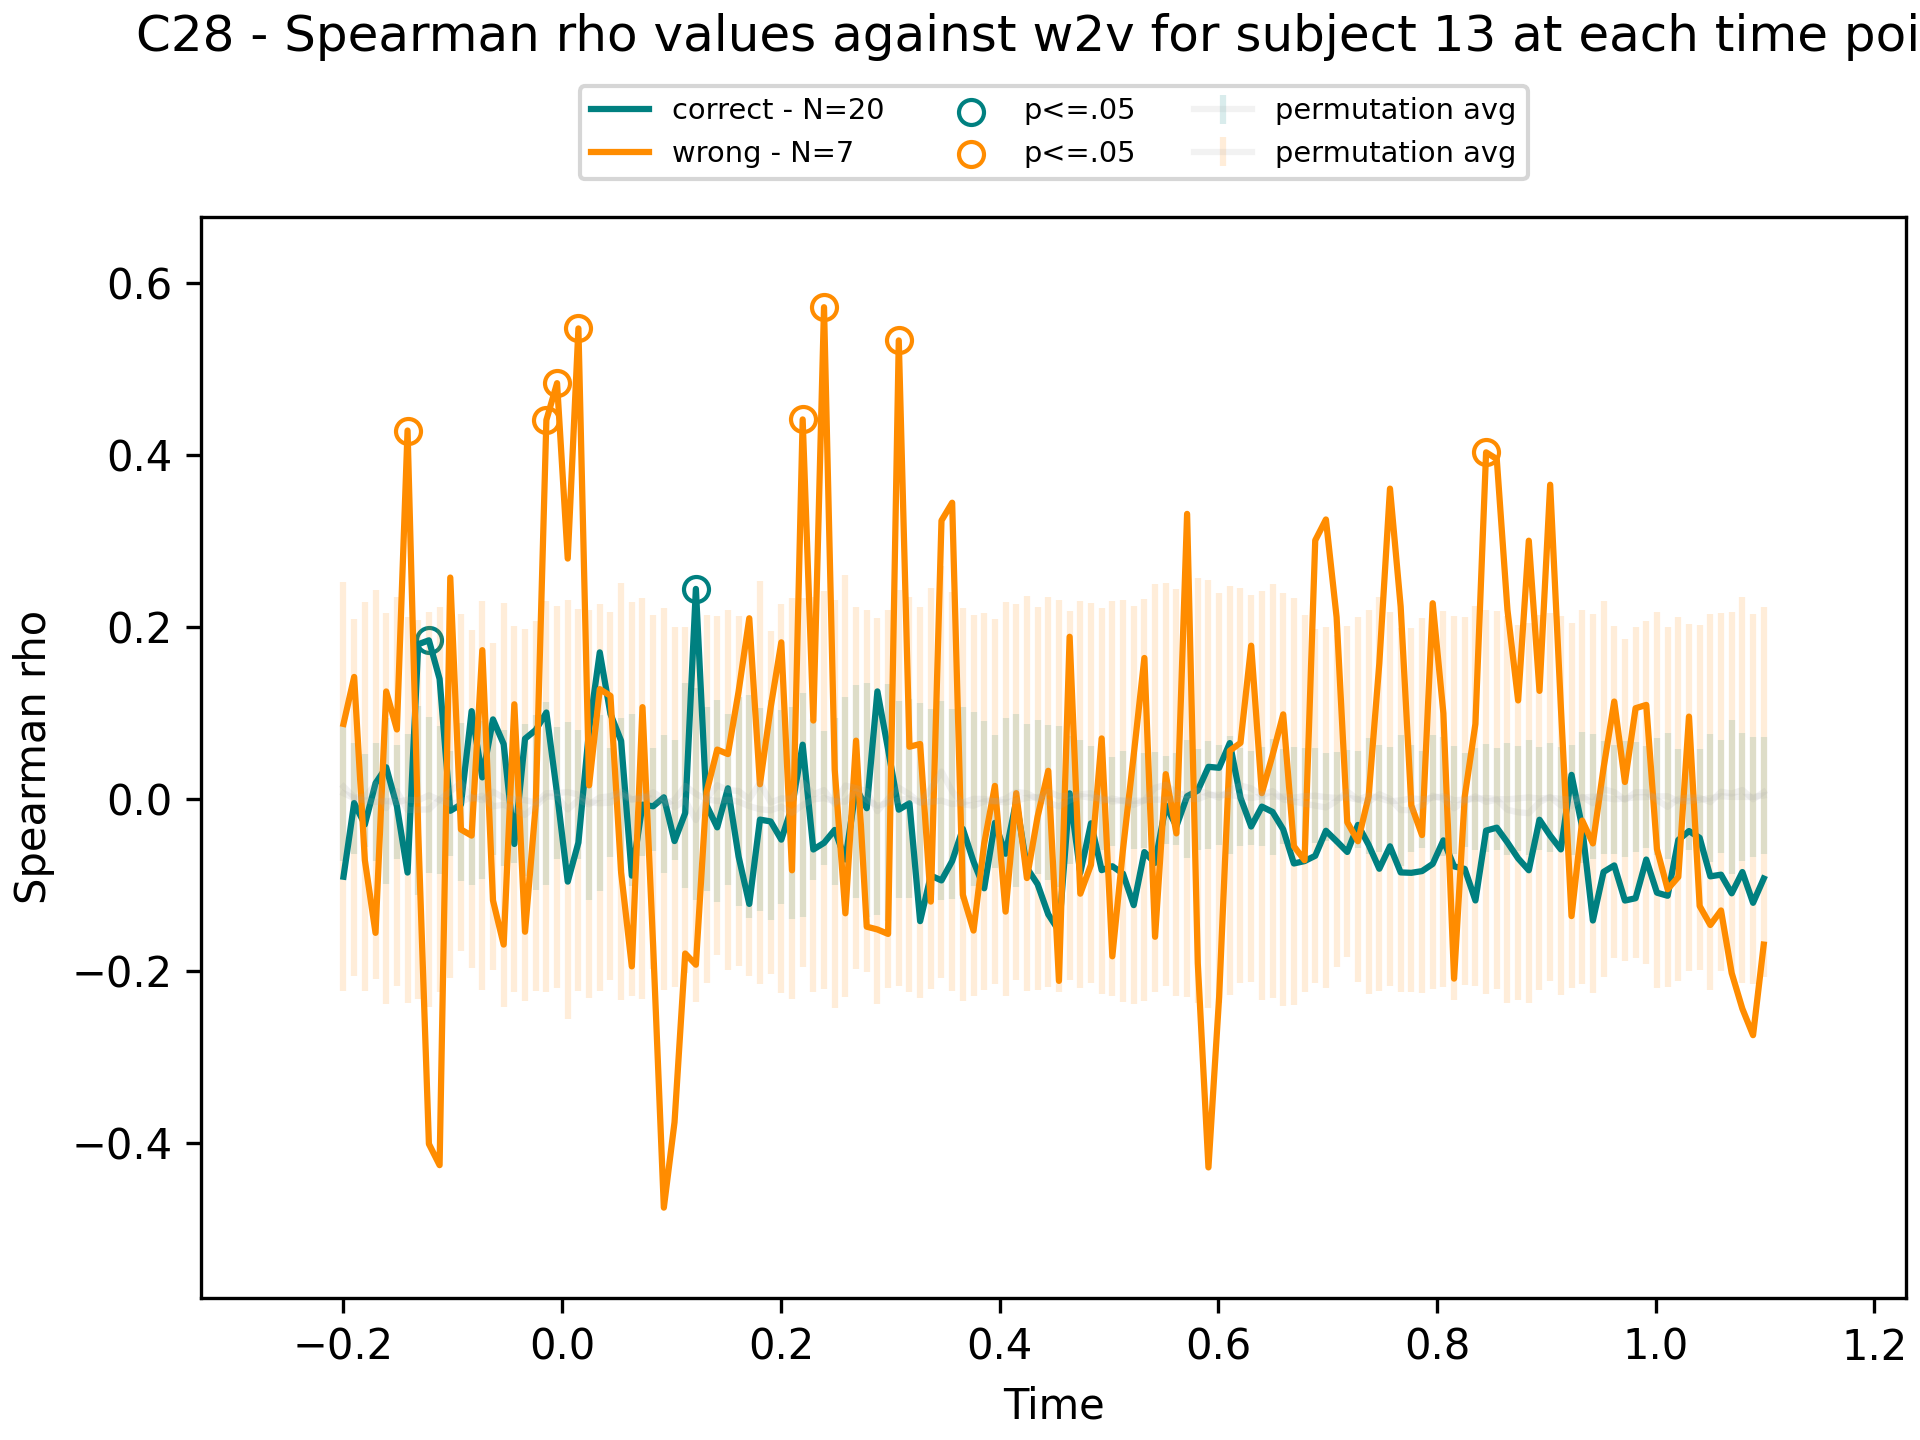 C28 - Spearman rho values against w2v for subject 13 at each time poi
correct - N=20
wrong - N=7
p<=.05
p<=.05
permutation avg
permutation avg
Spearman rho
0.6
0.4
0.2
0.0
−0.2
−0.4
−0.2 0.0 0.2 0.4 0.6 0.8 1.0 1.2
Time